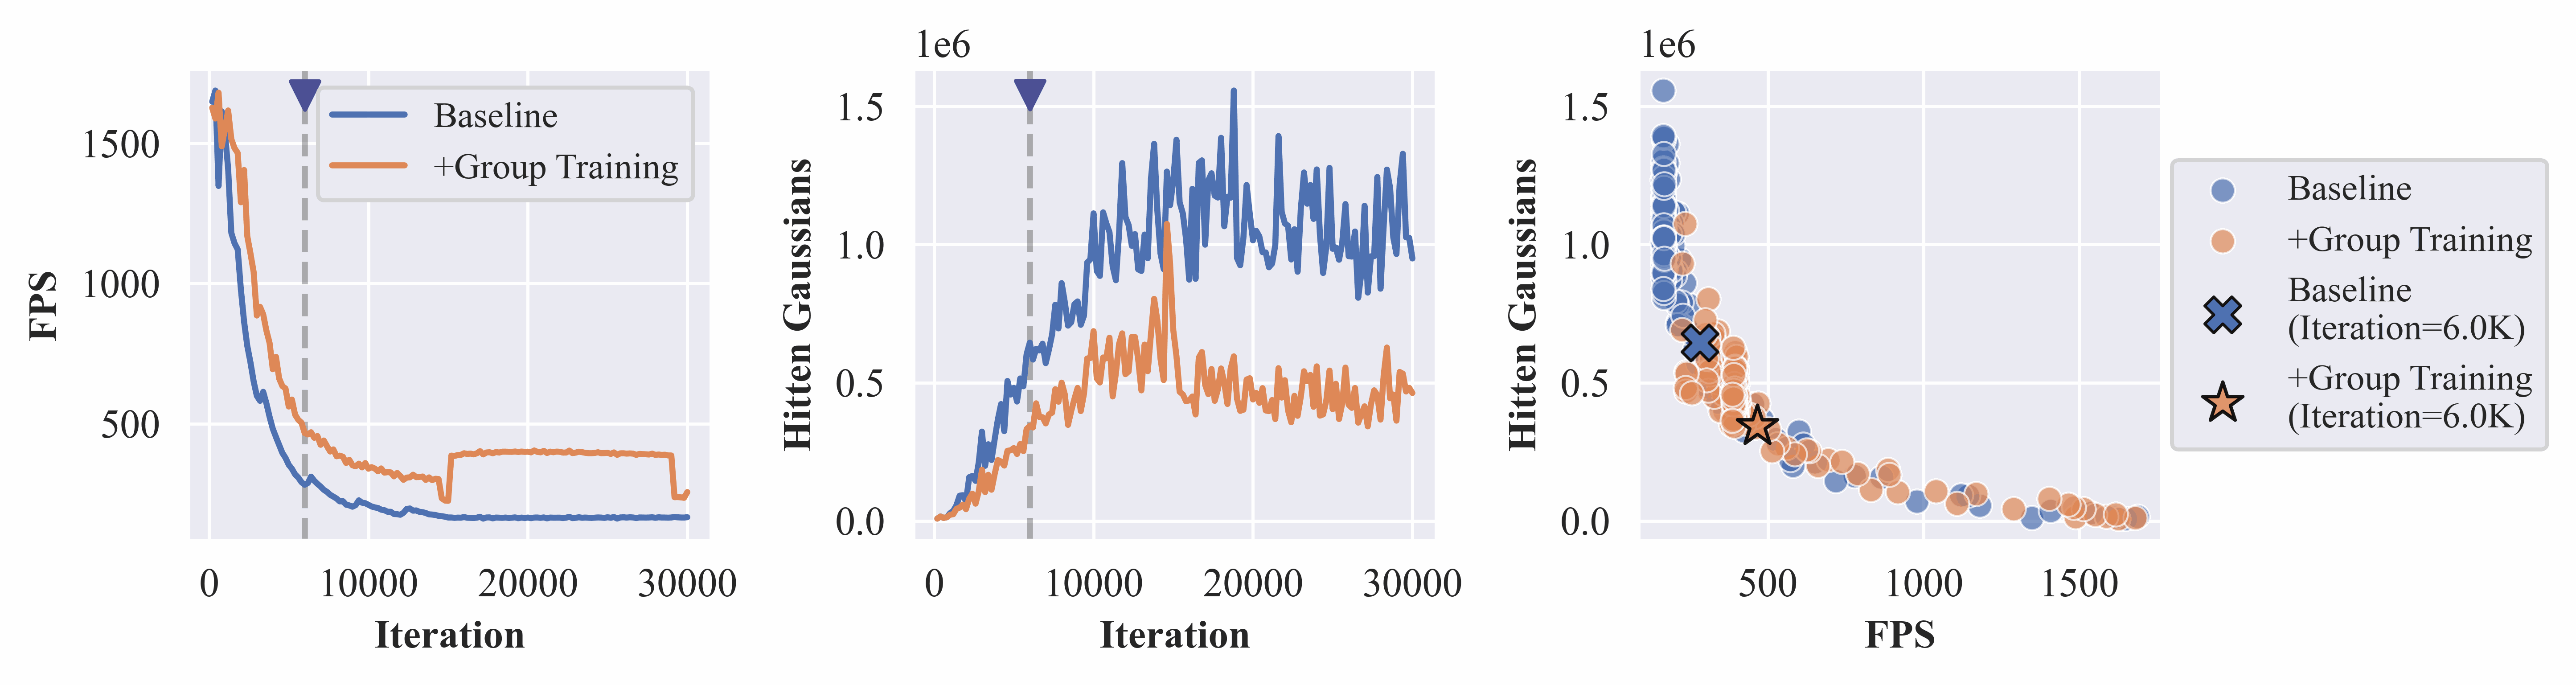 1500
1000
500
FPS
0
10000
20000
30000
Iteration
Baseline
+Group Training
1e6
1.5
1.0
0.5
0.0
Hitten Gaussians
0
10000
20000
30000
Iteration
1e6
1.5
1.0
0.5
0.0
Hitten Gaussians
500
1000
1500
FPS
Baseline
+Group Training
Baseline
(Iteration=6.0K)
+Group Training
(Iteration=6.0K)